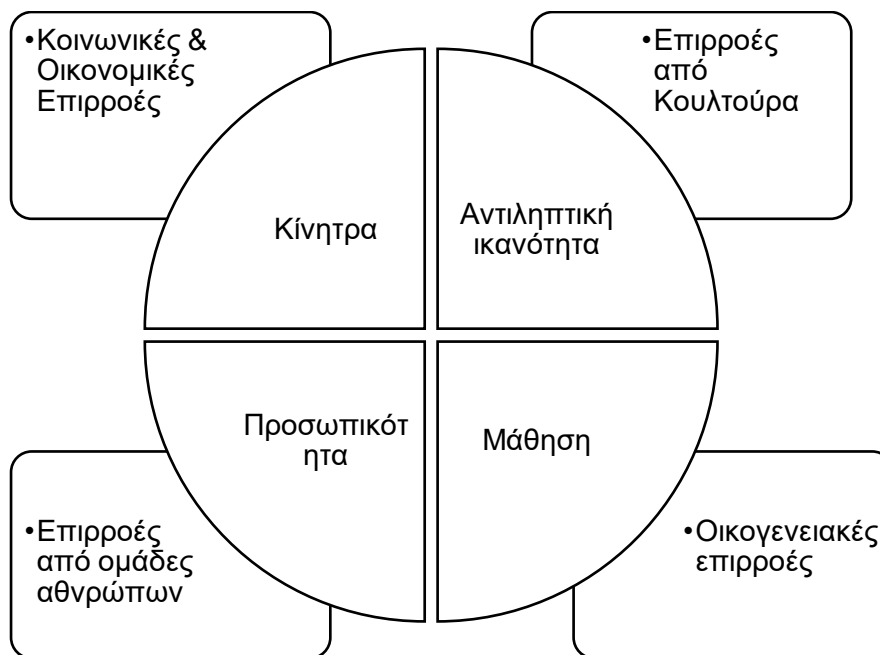 •Κοινωνικές &
Οικονομικές
Επιρροές
•Επιρροές
από
Κουλτούρα
Κίνητρα
Αντιληπτική
ικανότητα
Προσωπικότ
ητα
Μάθηση
•Επιρροές
από ομάδες
αθνρώπων
•Οικογενειακές
επιρροές